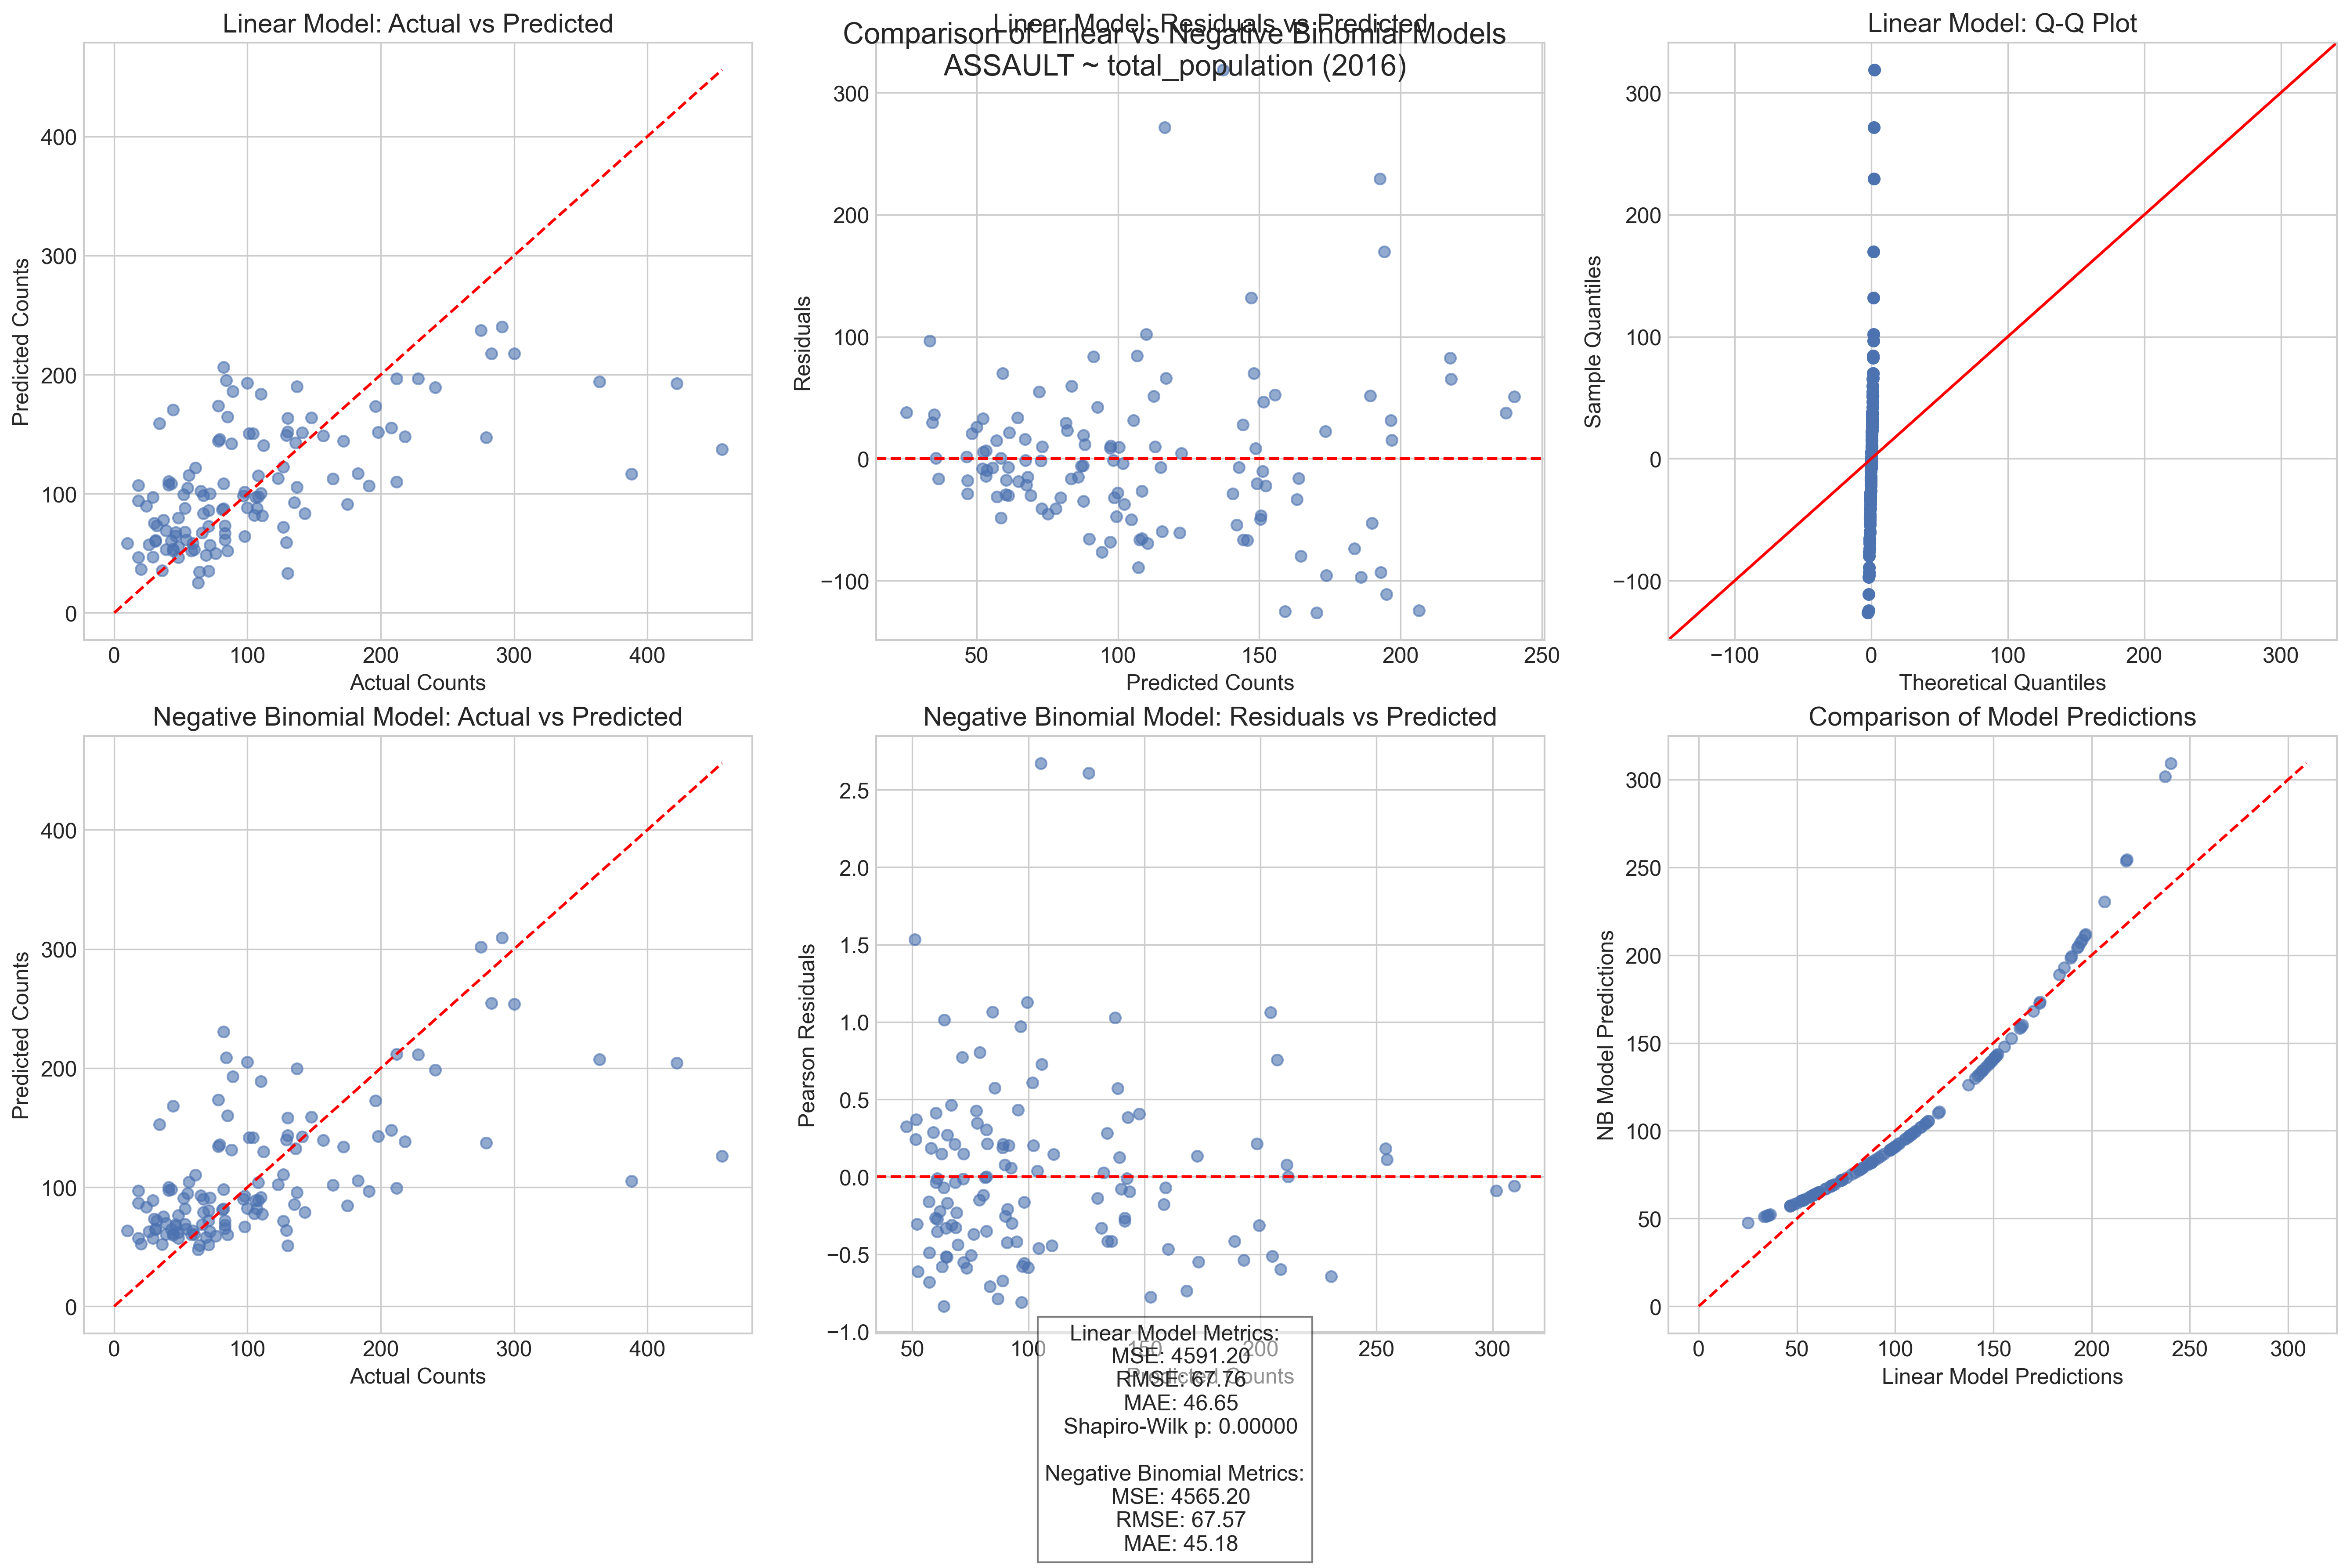 Linear Model: Actual vs Predicted
Linear Model: Residuals vs Predicted
Linear Model: Q-Q Plot
Comparison of Linear vs Negative Binomial Models
ASSAULT ~ total_population (2016)
Predicted Counts
400
300
200
100
0
0
100
200
300
400
Actual Counts
Residuals
300
200
100
0
−100
50
100
150
200
250
Predicted Counts
Sample Quantiles
300
200
100
0
−100
−100
0
100
200
300
Theoretical Quantiles
Negative Binomial Model: Actual vs Predicted
Negative Binomial Model: Residuals vs Predicted
Comparison of Model Predictions
Predicted Counts
400
300
200
100
0
0
100
200
300
400
Actual Counts
Pearson Residuals
2.5
2.0
1.5
1.0
0.5
0.0
−0.5
−1.0
50
100
150
200
250
300
Predicted Counts
NB Model Predictions
300
250
200
150
100
50
0
0
50
100
150
200
250
300
Linear Model Predictions
Linear Model Metrics:
MSE: 4591.20
RMSE: 67.76
MAE: 46.65
Shapiro-Wilk p: 0.00000
Negative Binomial Metrics:
MSE: 4565.20
RMSE: 67.57
MAE: 45.18